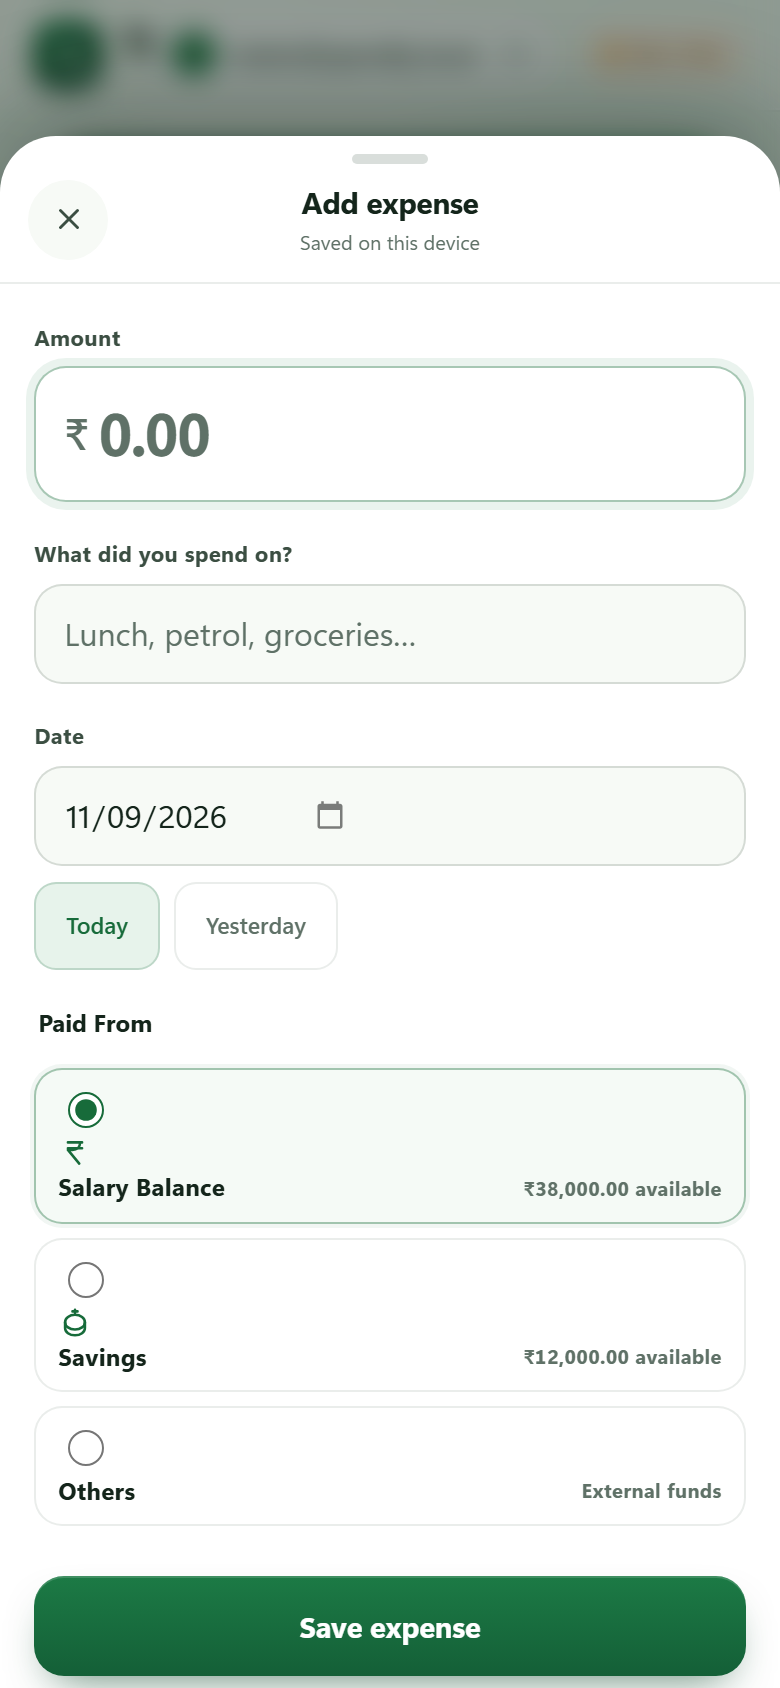 Add expense
Saved on this device
Amount
₹ 0.00
What did you spend on?
Lunch, petrol, groceries...
Date
11/09/2026
Today Yesterday
Paid From
₹
Salary Balance ₹38,000.00 available
Savings ₹12,000.00 available
Others External funds
Save expense